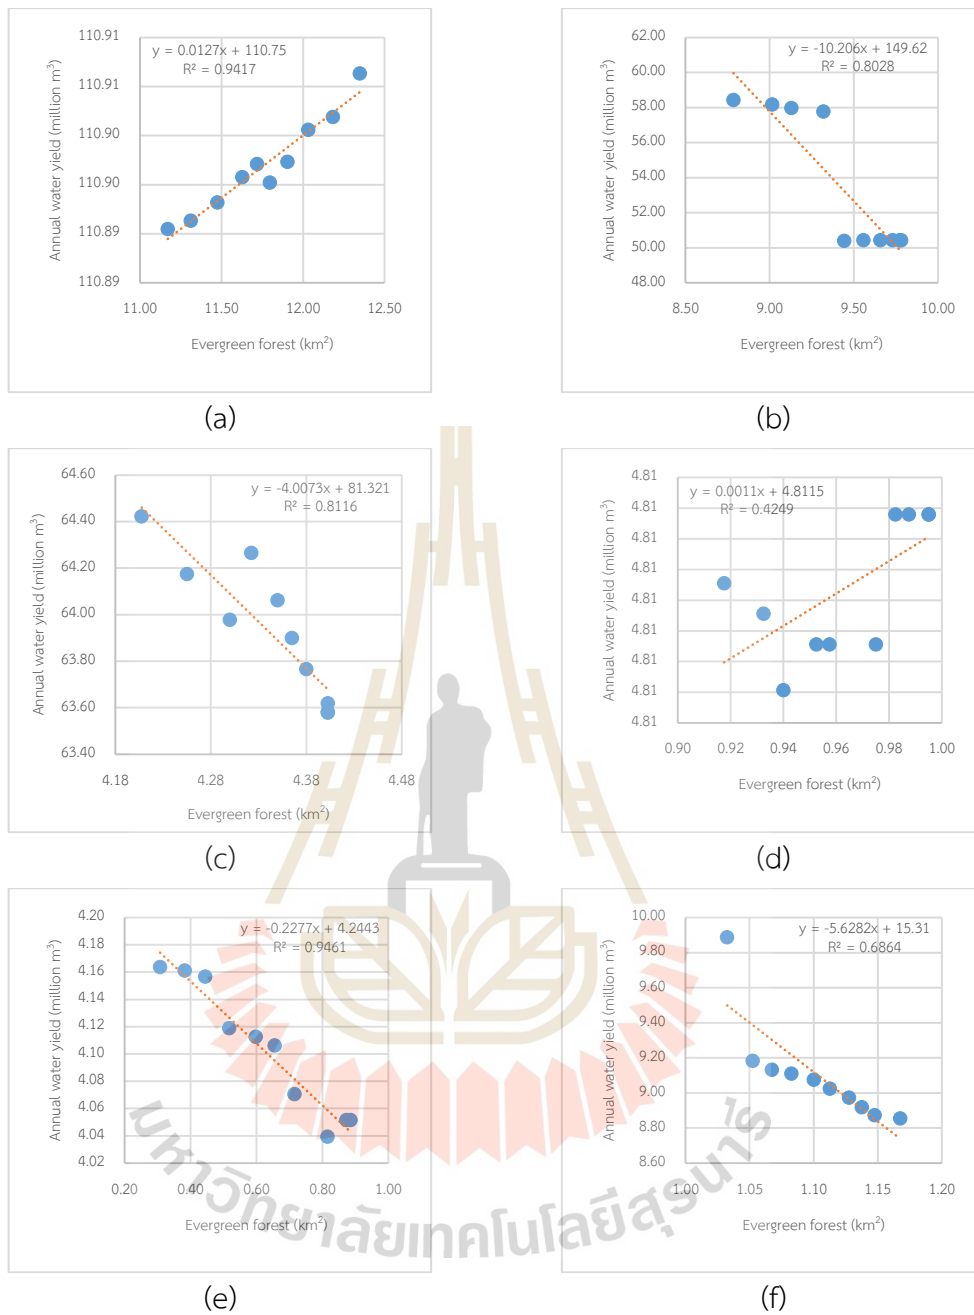 110.91
110.91
110.90
110.90
110.89
110.89
11.00 11.50 12.00 12.50
Annual water yield (million m³)
Evergreen forest (km²)
y = 0.0127x + 110.75
R² = 0.9417
(a)
62.00
60.00
58.00
56.00
54.00
52.00
50.00
48.00
8.50 9.00 9.50 10.00
Annual water yield (million m³)
Evergreen forest (km²)
y = -10.206x + 149.62
R² = 0.8028
(b)
64.60
64.40
64.20
64.00
63.80
63.60
63.40
4.18 4.28 4.38 4.48
Annual water yield (million m³)
Evergreen forest (km²)
y = -4.0073x + 81.321
R² = 0.8116
(c)
4.81
4.81
4.81
4.81
4.81
4.81
4.81
4.81
4.81
0.90 0.92 0.94 0.96 0.98 1.00
Annual water yield (million m³)
Evergreen forest (km²)
y = 0.0011x + 4.8115
R² = 0.4249
(d)
4.20
4.18
4.16
4.14
4.12
4.10
4.08
4.06
4.04
4.02
0.20 0.40 0.60 0.80 1.00
Annual water yield (million m³)
Evergreen forest (km²)
y = -0.2277x + 4.2443
R² = 0.9461
(e)
10.00
9.80
9.60
9.40
9.20
9.00
8.80
8.60
1.00 1.05 1.10 1.15 1.20
Annual water yield (million m³)
Evergreen forest (km²)
y = -5.6282x + 15.31
R² = 0.6864
(f)
มหาวิทยาลัยเทคโนโลยีสุรนารี